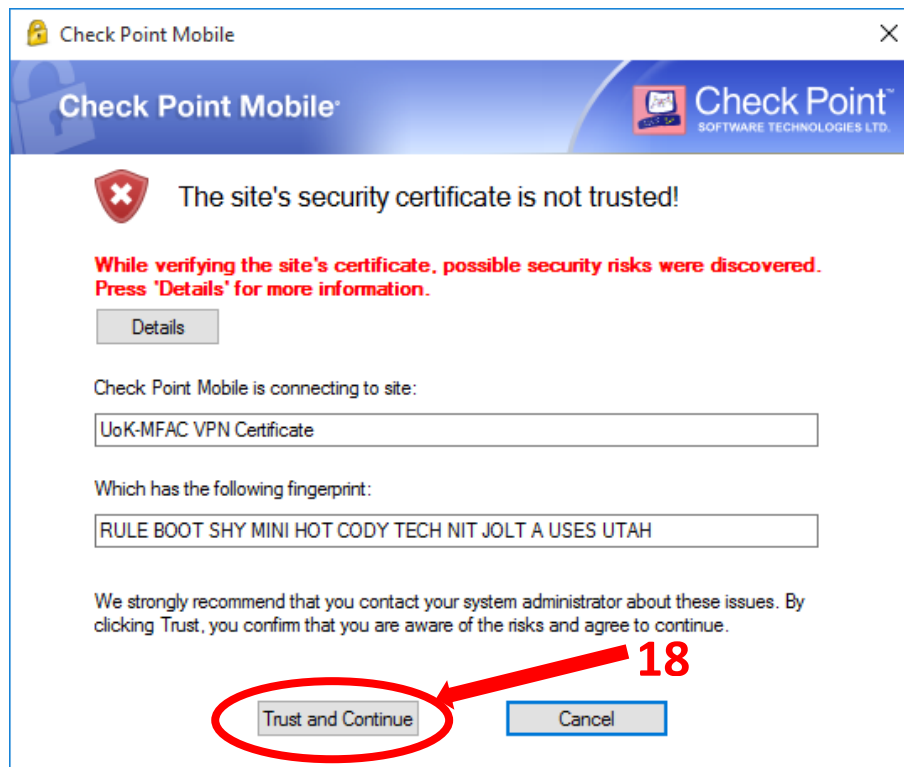 Check Point Mobile
Check Point Mobile
Check Point™
SOFTWARE TECHNOLOGIES LTD.
The site's security certificate is not trusted!
While verifying the site's certificate, possible security risks were discovered.
Press 'Details' for more information.
Details
Check Point Mobile is connecting to site:
UoK-MFAC VPN Certificate
Which has the following fingerprint:
RULE BOOT SHY MINI HOT CODY TECH NIT JOLT A USES UTAH
We strongly recommend that you contact your system administrator about these issues. By
clicking Trust, you confirm that you are aware of the risks and agree to continue.
18
Trust and Continue
Cancel